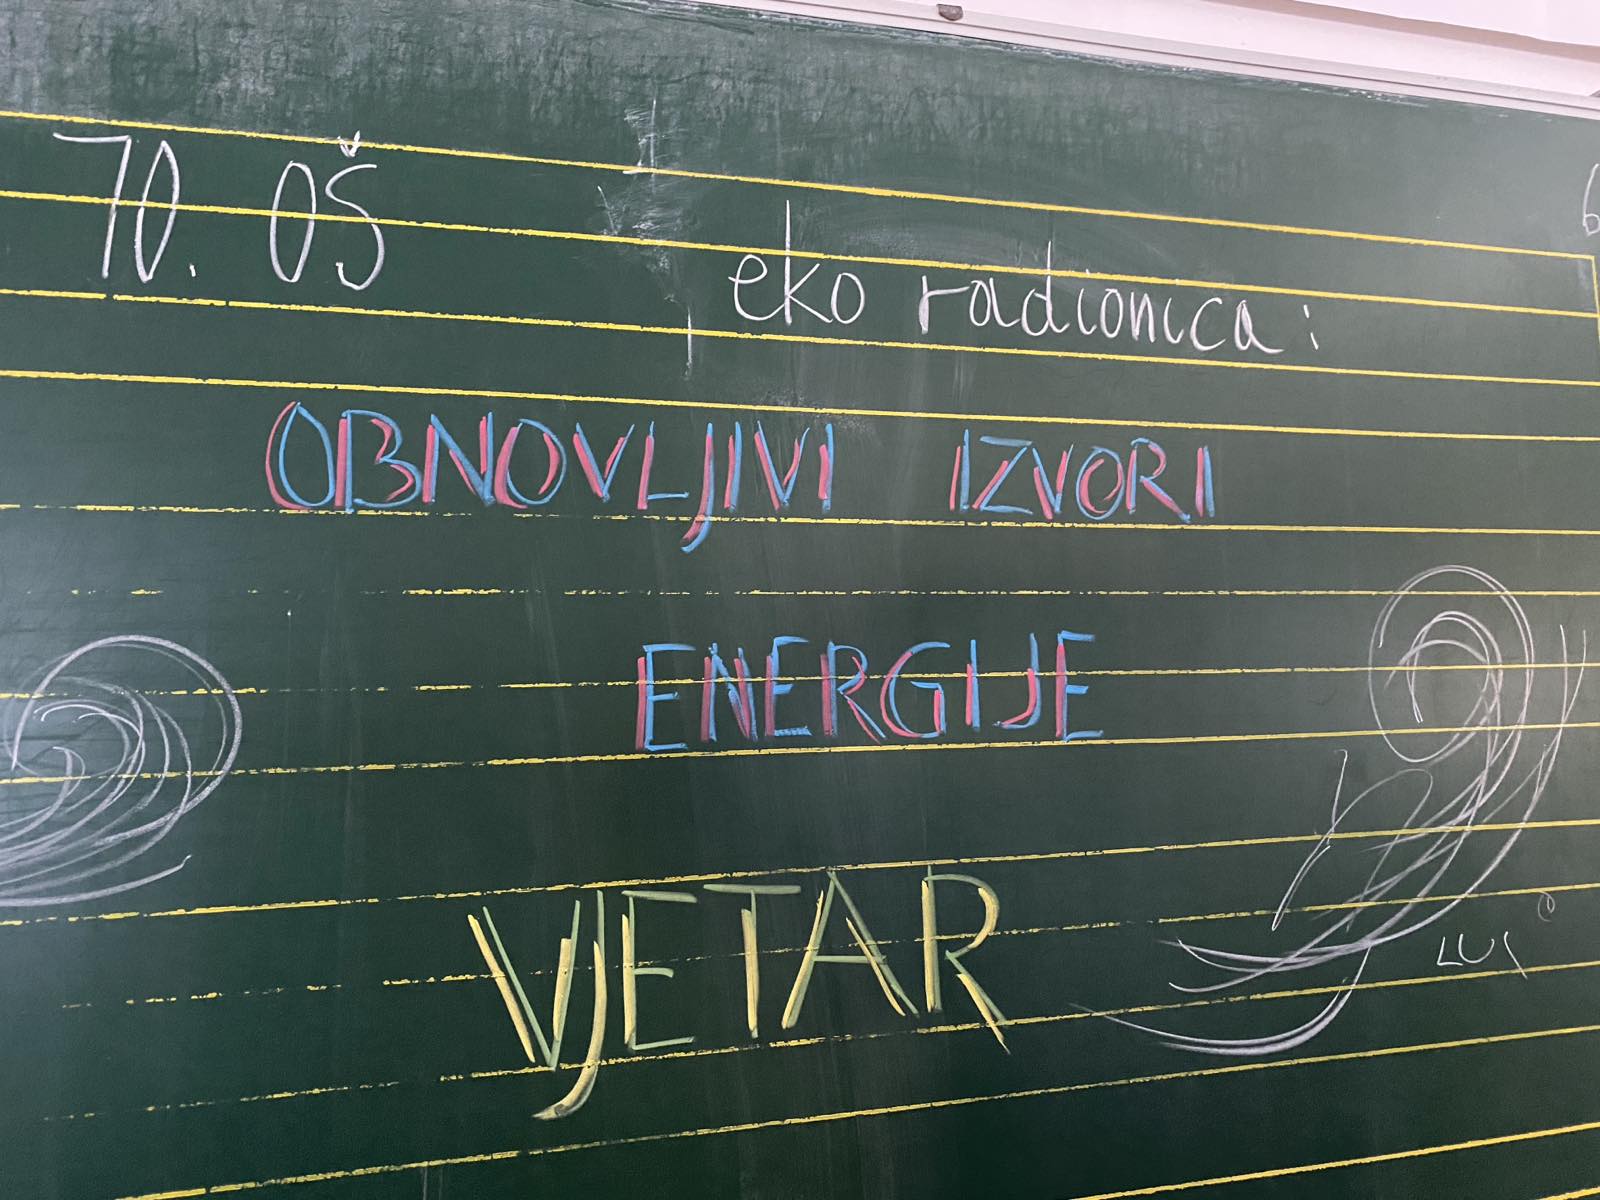 70. OŠ
eko radionica:
OBNOVLJIVI IZVORI
ENERGIJE
VJETAR